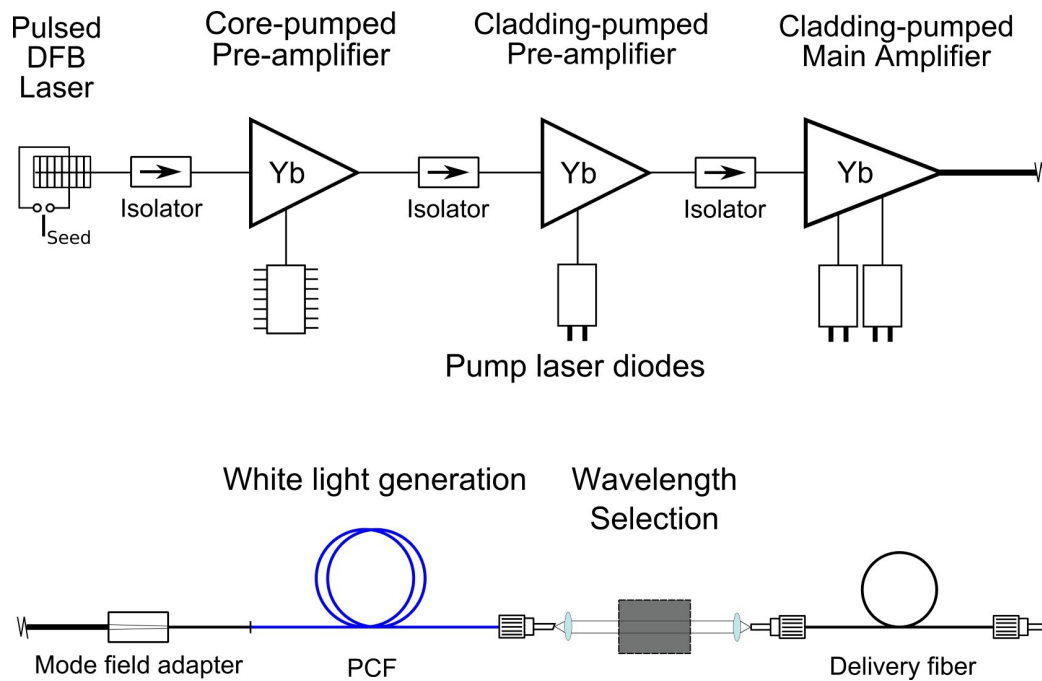 Pulsed
DFB
Laser
Core-pumped
Pre-amplifier
Cladding-pumped
Pre-amplifier
Cladding-pumped
Main Amplifier
Yb
Yb
Yb
Isolator
Isolator
Isolator
ISeed
Pump laser diodes
White light generation
Wavelength
Selection
Mode field adapter
PCF
Delivery fiber